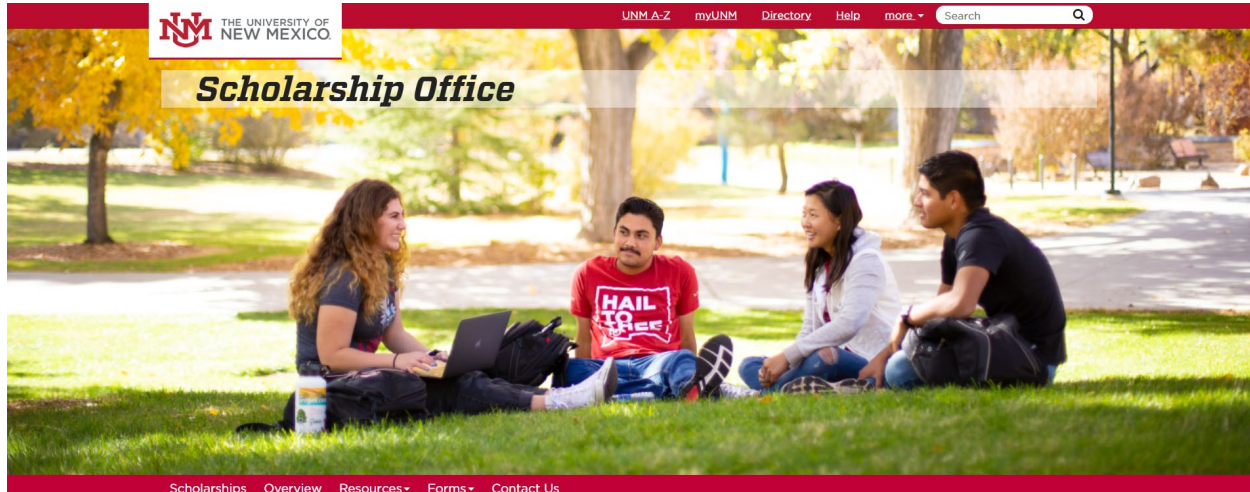 UNM A-Z myUNM Directory Help more Search
NM THE UNIVERSITY OF
NEW MEXICO.
Scholarship Office
HAIL
TO
Scholarships Overview Resources Forms Contact Us